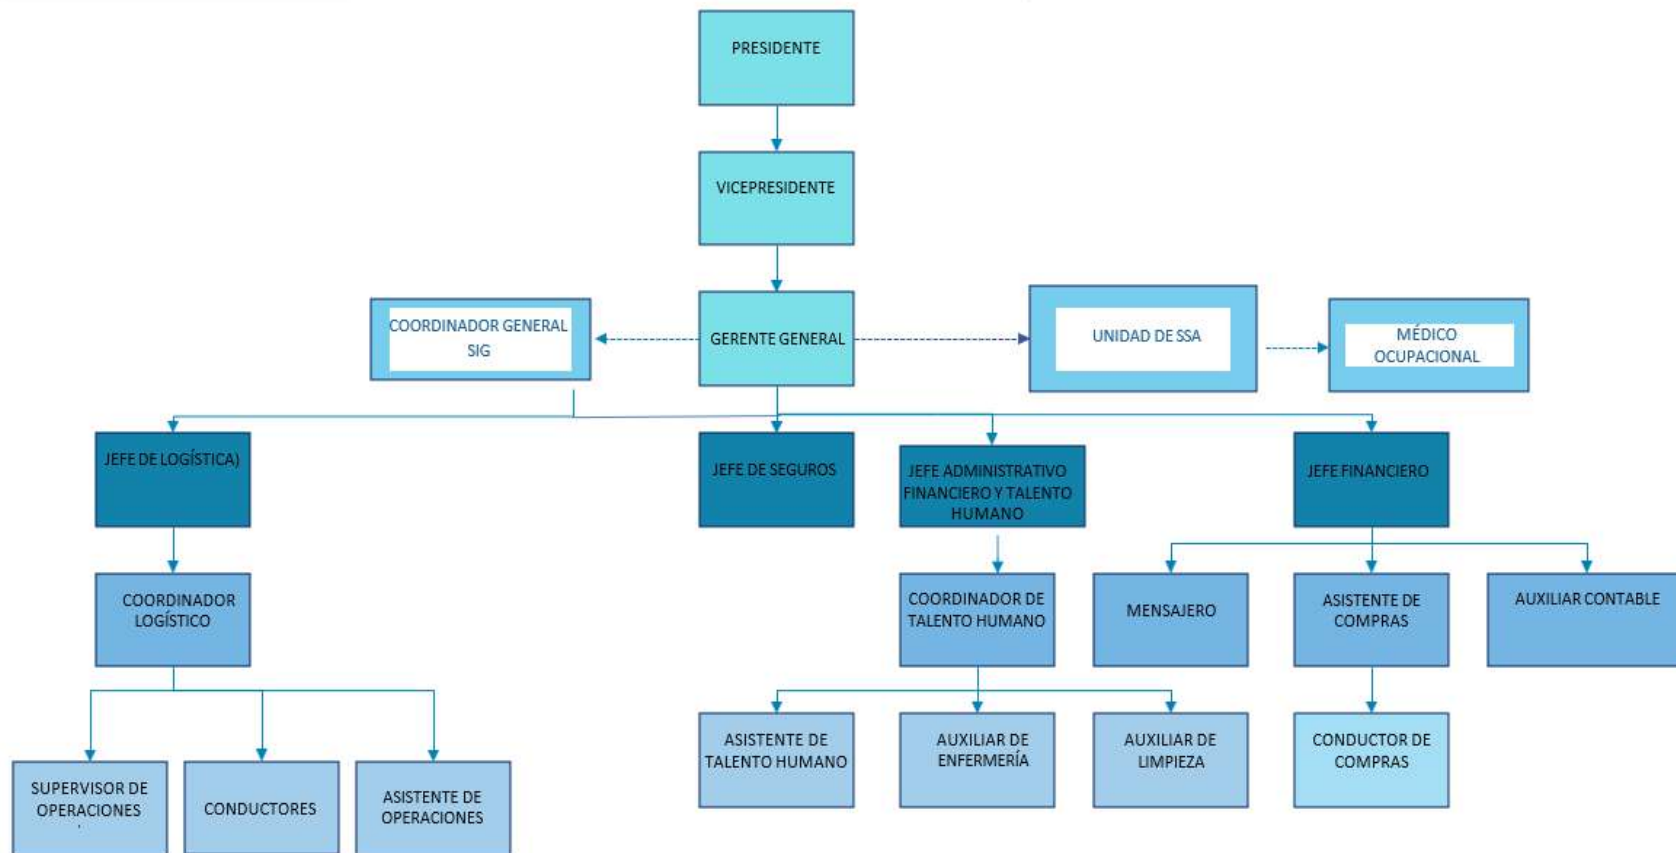 PRESIDENTE
VICEPRESIDENTE
COORDINADOR GENERAL
SIG
GERENTE GENERAL
UNIDAD DE SSA
MÉDICO
OCUPACIONAL
JEFE DE LOGÍSTICA)
JEFE DE SEGUROS
JEFE ADMINISTRATIVO
FINANCIERO Y TALENTO
HUMANO
JEFE FINANCIERO
COORDINADOR
LOGÍSTICO
COORDINADOR DE
TALENTO HUMANO
MENSAJERO
ASISTENTE DE
COMPRAS
AUXILIAR CONTABLE
ASISTENTE DE
TALENTO HUMANO
AUXILIAR DE
ENFERMERÍA
AUXILIAR DE
LIMPIEZA
CONDUCTOR DE
COMPRAS
SUPERVISOR DE
OPERACIONES
CONDUCTORES
ASISTENTE DE
OPERACIONES